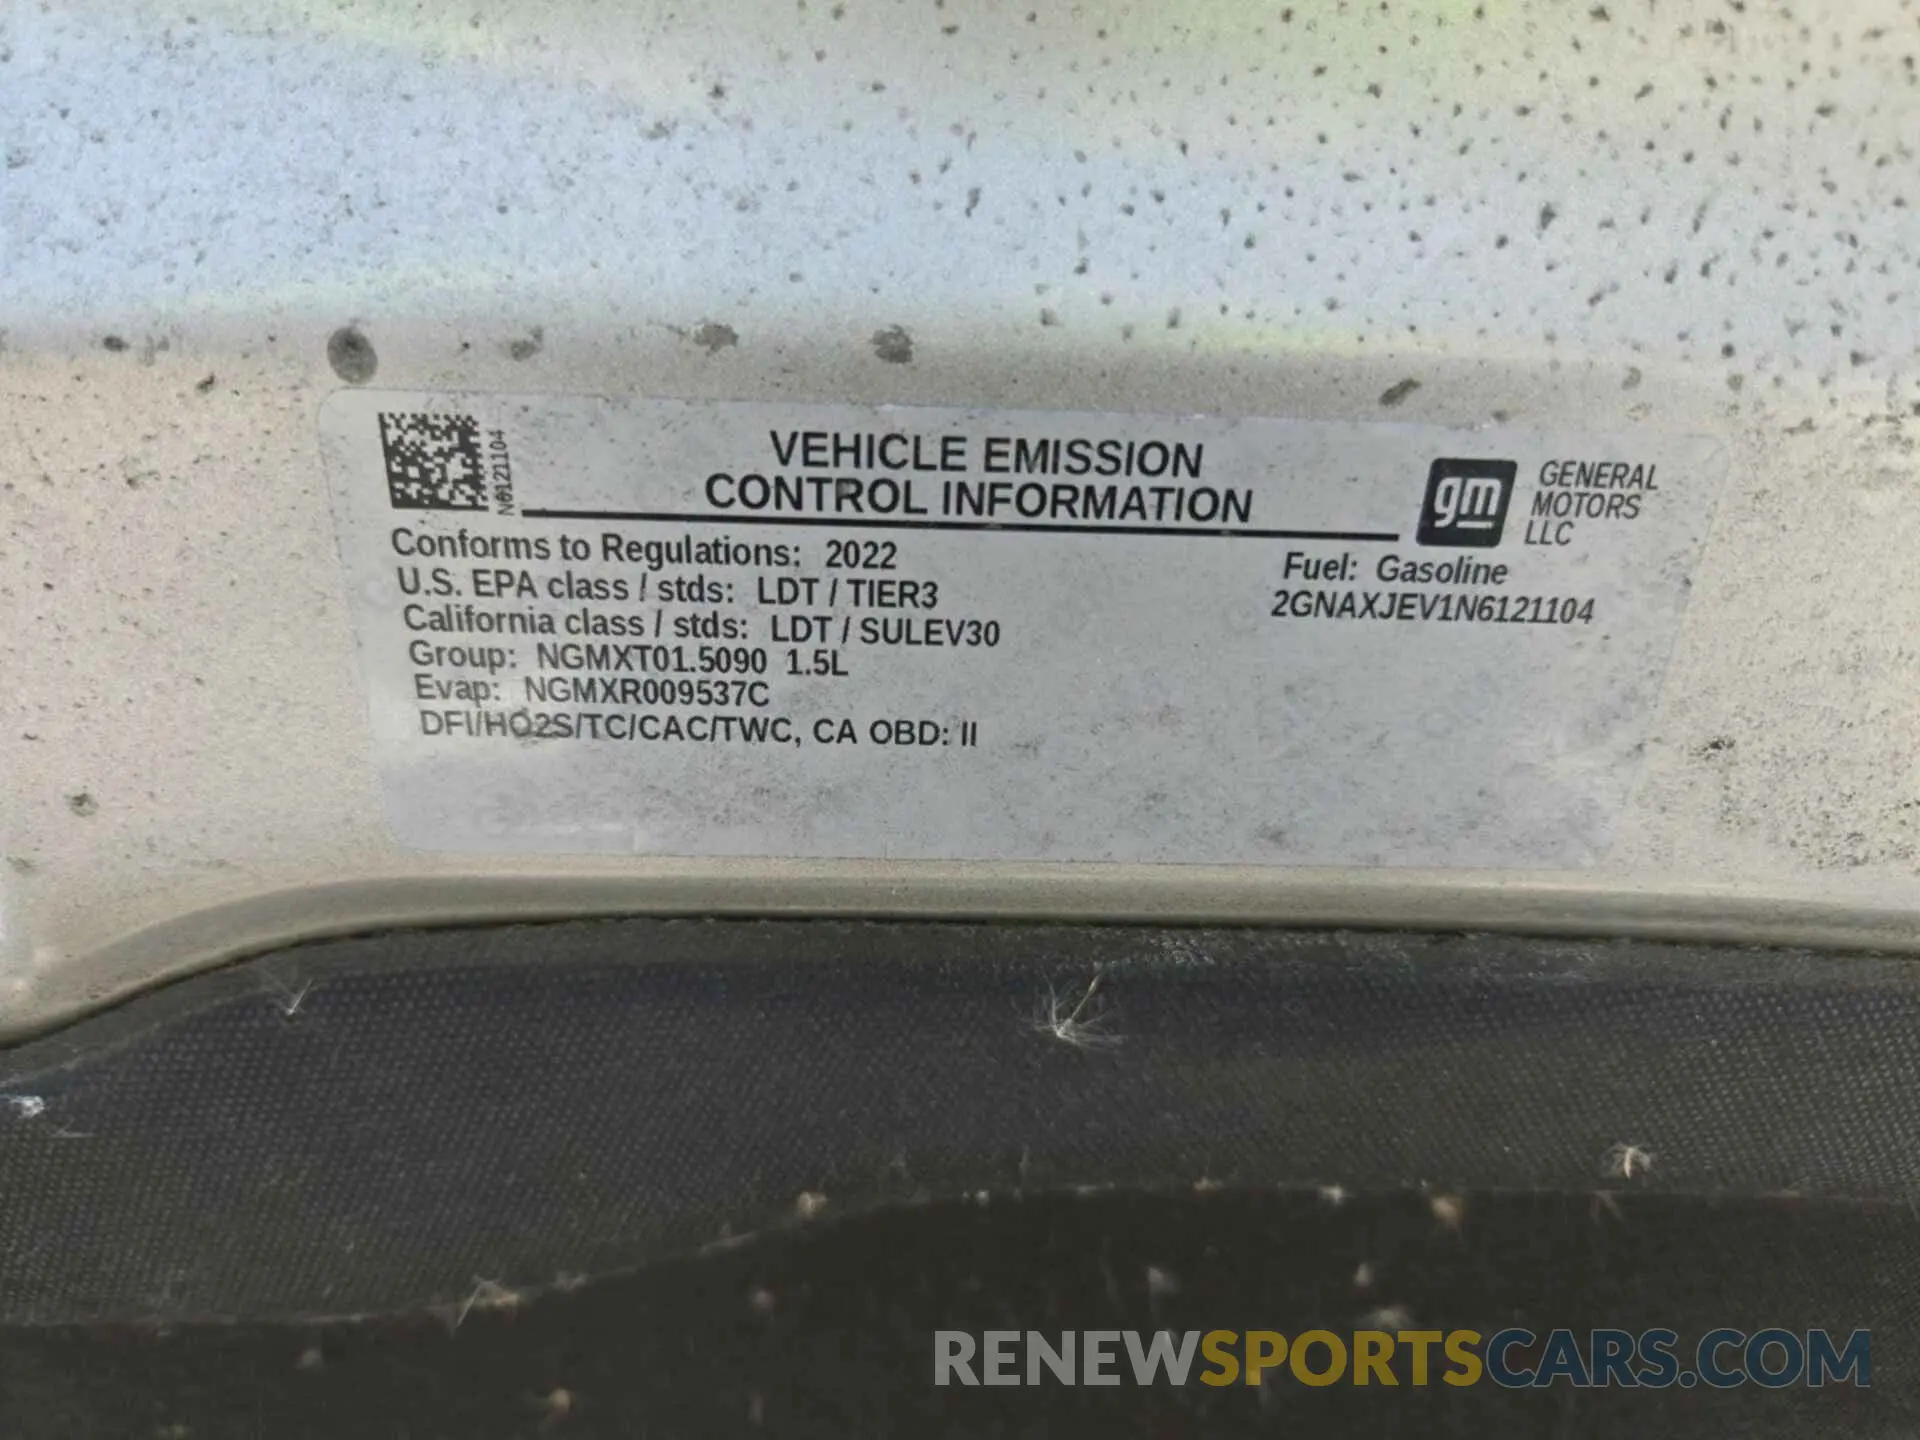 N6121104
VEHICLE EMISSION
CONTROL INFORMATION
gm
GENERAL
MOTORS
LLC
Conforms to Regulations: 2022
U.S. EPA class / stds: LDT / TIER3
California class / stds: LDT / SULEV30
Group: NGMXT01.5090 1.5L
Evap: NGMXR009537C
DFI/HO2S/TC/CAC/TWC, CA OBD: II
Fuel: Gasoline
2GNAXJEV1N6121104
RENEWSPORTSCARS.COM